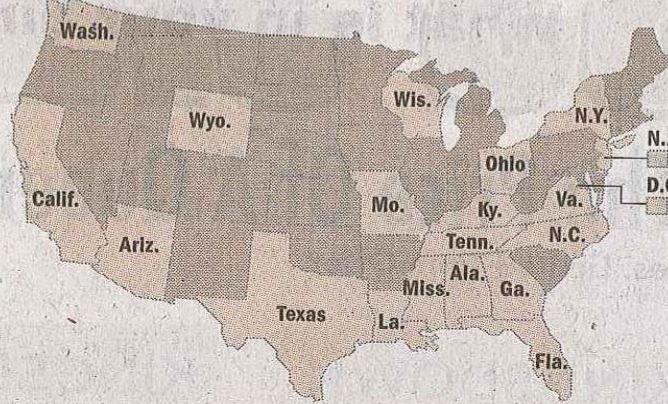 Wash.
Wis.
N.Y.
Wyo.
N.
Ohio
D.
Calif.
Mo.
Ky.
Va.
Ariz.
Tenn.
N.C.
Miss.
Ala.
Ga.
Texas
La.
Fla.